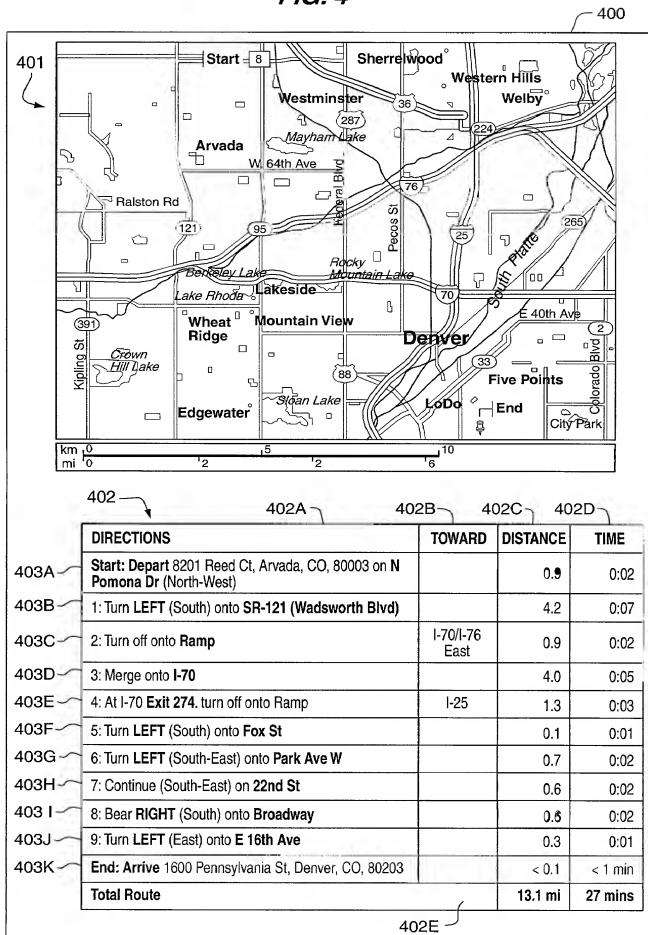 FIG. 4
400
401
Start 8
Sherrelwood
Western Hills
Welby
Westminster
36
287
224
Mayham Lake
Arvada
W. 64th Ave
Federal Blvd
76
Ralston Rd
Pecos St
121
95
25
265
South Platte
Berkeley Lake
Rocky
Mountain Lake
Lake Rhoda
Lakeside
70
391
Wheat
Ridge
Mountain View
E 40th Ave
2
Denver
Kipling St
Crown
Hill Lake
33
Colorado Blvd
88
Five Points
Sloan Lake
LoDo
End
Edgewater
City Park
km 0 5 10
mi 0 2 2 6
402
402A 402B 402C 402D
DIRECTIONS TOWARD DISTANCE TIME
403A Start: Depart 8201 Reed Ct, Arvada, CO, 80003 on N
Pomona Dr (North-West) 0.9 0:02
403B 1: Turn LEFT (South) onto SR-121 (Wadsworth Blvd) 4.2 0:07
403C 2: Turn off onto Ramp I-70/I-76
East 0.9 0:02
403D 3: Merge onto I-70 4.0 0:05
403E 4: At I-70 Exit 274. turn off onto Ramp I-25 1.3 0:03
403F 5: Turn LEFT (South) onto Fox St 0.1 0:01
403G 6: Turn LEFT (South-East) onto Park Ave W 0.7 0:02
403H 7: Continue (South-East) on 22nd St 0.6 0:02
403 I 8: Bear RIGHT (South) onto Broadway 0.6 0:02
403J 9: Turn LEFT (East) onto E 16th Ave 0.3 0:01
403K End: Arrive 1600 Pennsylvania St, Denver, CO, 80203 < 0.1 < 1 min
Total Route 13.1 mi 27 mins
402E